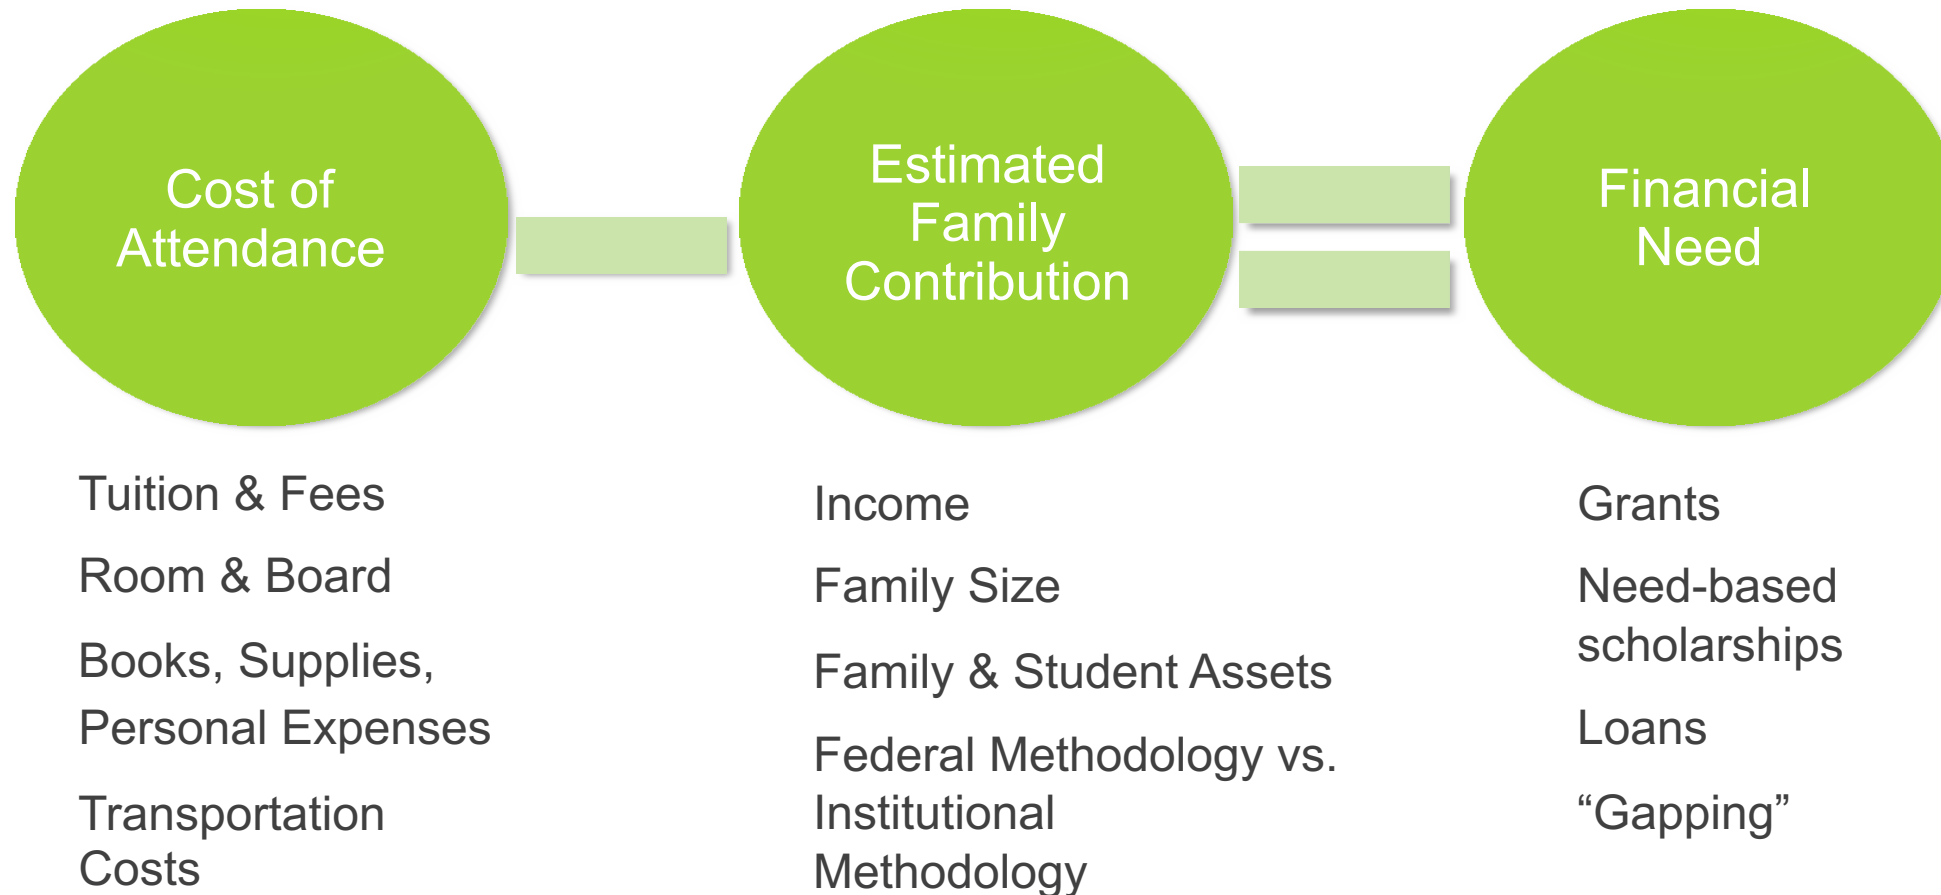 Cost of
Attendance
Estimated
Family
Contribution
Financial
Need
Tuition & Fees
Room & Board
Books, Supplies,
Personal Expenses
Transportation
Costs
Income
Family Size
Family & Student Assets
Federal Methodology vs.
Institutional
Methodology
Grants
Need-based
scholarships
Loans
“Gapping”